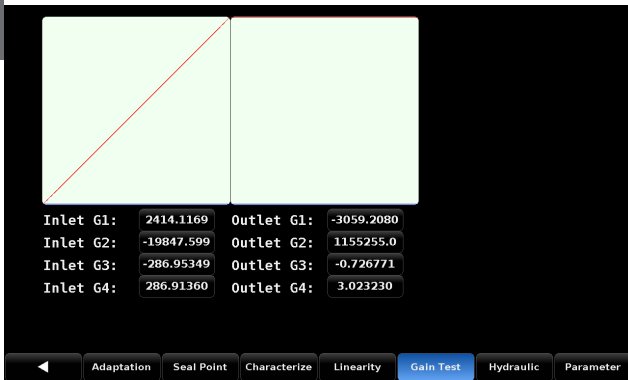 Inlet G1: 2414.1169 Outlet G1: -3059.2080
Inlet G2: -19847.599 Outlet G2: 1155255.0
Inlet G3: -286.95349 Outlet G3: -0.726771
Inlet G4: 286.91360 Outlet G4: 3.023230
Adaptation Seal Point Characterize Linearity Gain Test Hydraulic Parameter